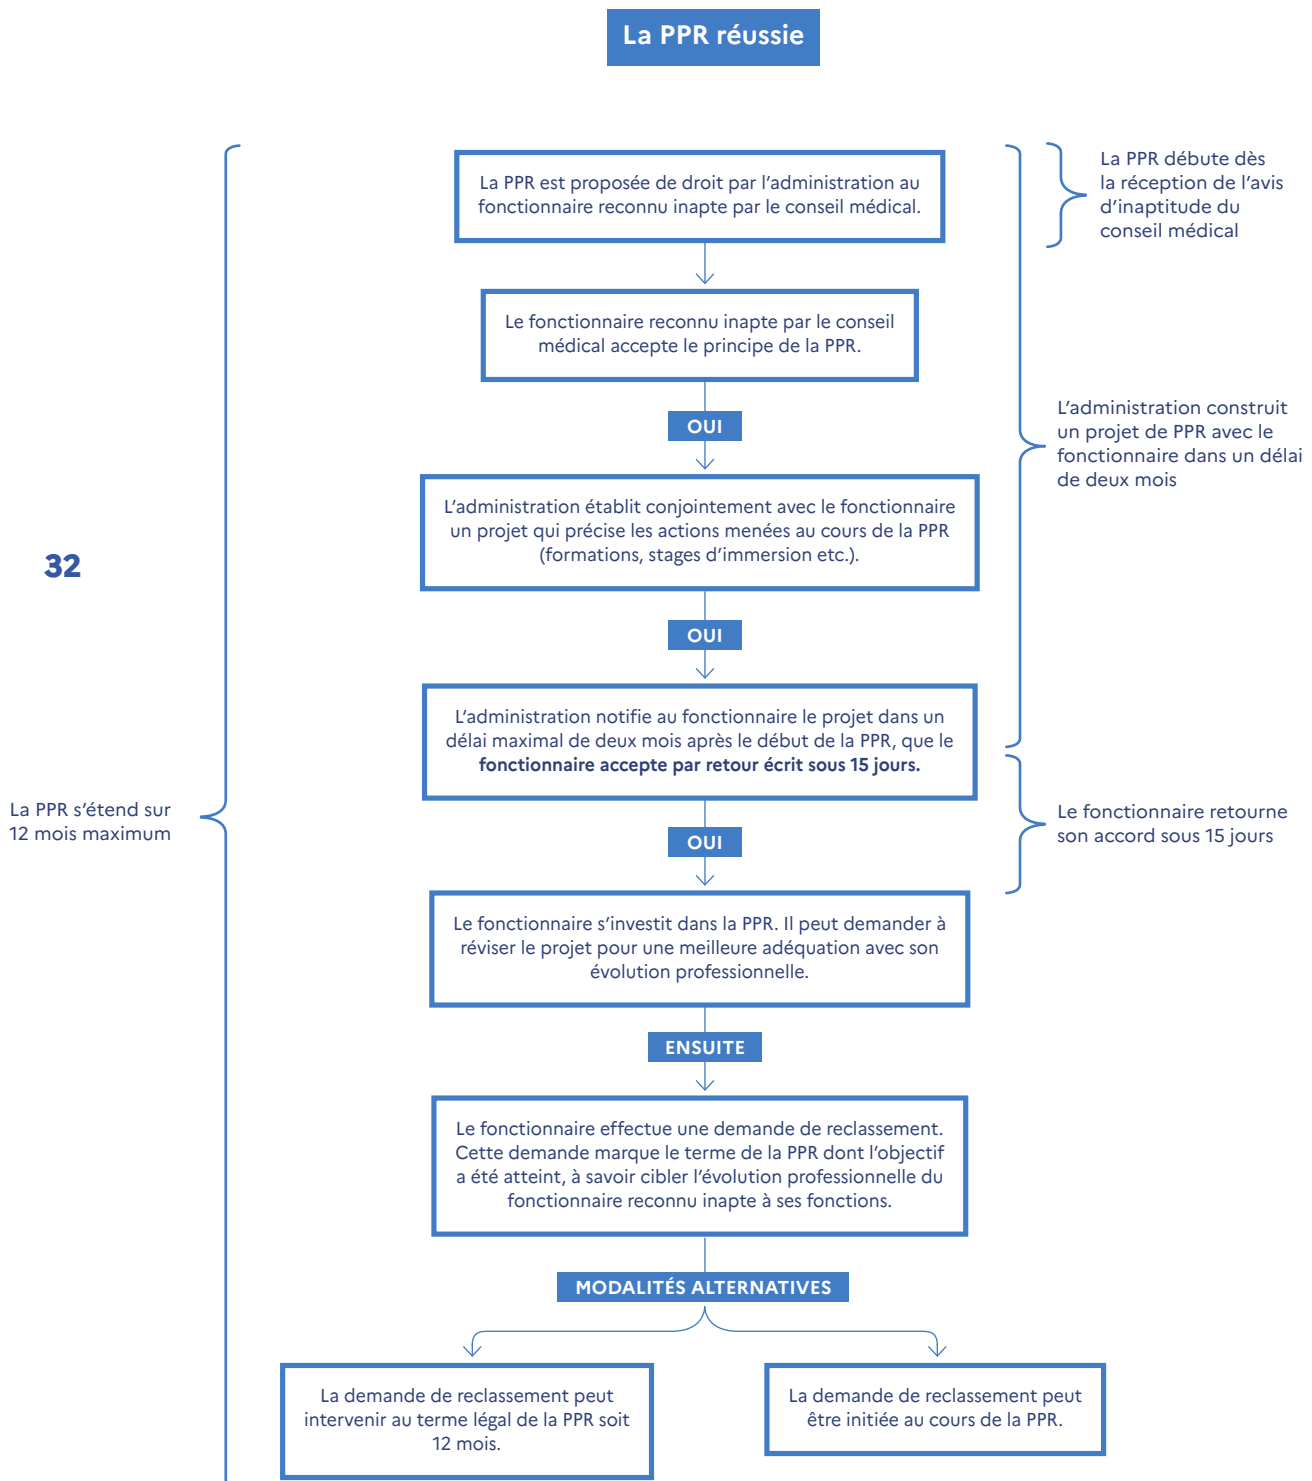 La PPR réussie
La PPR est proposée de droit par l'administration au
fonctionnaire reconnu inapte par le conseil médical.
La PPR débute dès
la réception de l'avis
d'inaptitude du
conseil médical
Le fonctionnaire reconnu inapte par le conseil
médical accepte le principe de la PPR.
OUI
L'administration construit
un projet de PPR avec le
fonctionnaire dans un délai
de deux mois
L'administration établit conjointement avec le fonctionnaire
un projet qui précise les actions menées au cours de la PPR
(formations, stages d'immersion etc.).
32
OUI
L'administration notifie au fonctionnaire le projet dans un
délai maximal de deux mois après le début de la PPR, que le
fonctionnaire accepte par retour écrit sous 15 jours.
La PPR s'étend sur
12 mois maximum
Le fonctionnaire retourne
son accord sous 15 jours
OUI
Le fonctionnaire s'investit dans la PPR. Il peut demander à
réviser le projet pour une meilleure adéquation avec son
évolution professionnelle.
ENSUITE
Le fonctionnaire effectue une demande de reclassement.
Cette demande marque le terme de la PPR dont l'objectif
a été atteint, à savoir cibler l'évolution professionnelle du
fonctionnaire reconnu inapte à ses fonctions.
MODALITÉS ALTERNATIVES
La demande de reclassement peut
intervenir au terme légal de la PPR soit
12 mois.
La demande de reclassement peut
être initiée au cours de la PPR.